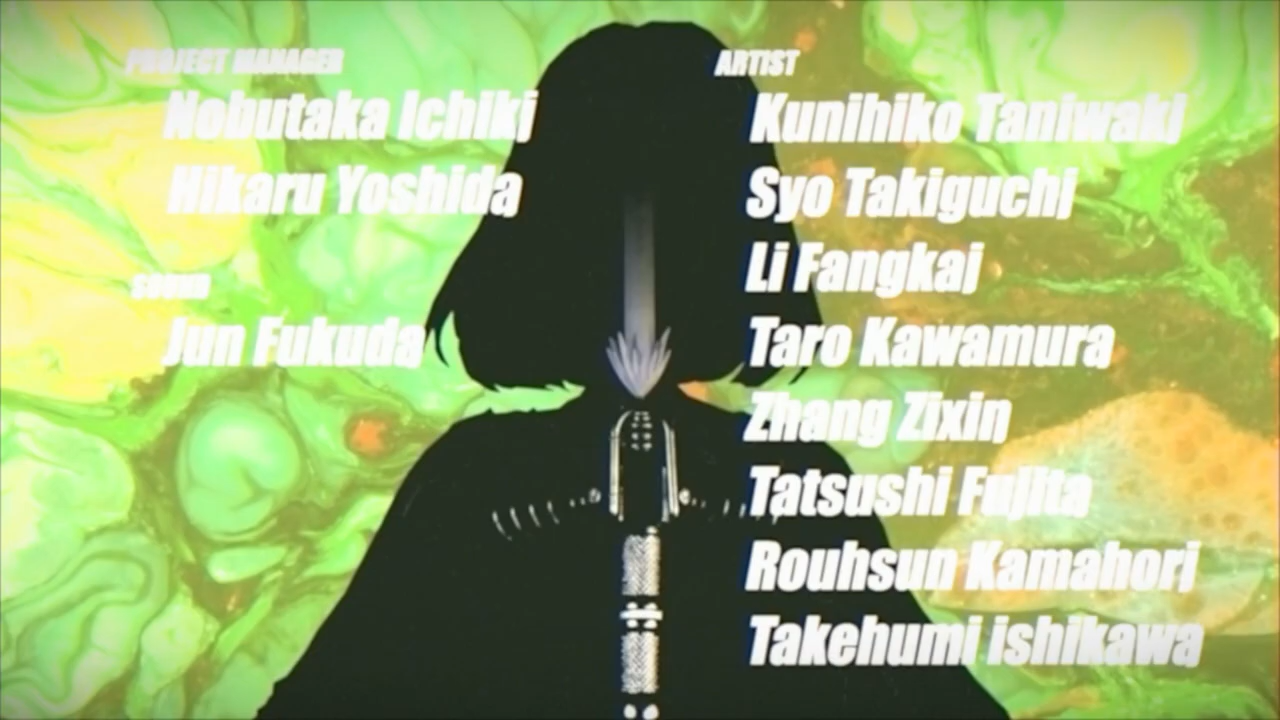 PROJECT MANAGER
Nobutaka Ichiki
Hikaru Yoshida
SOUND
Jun Fukuda
ARTIST
Kunihiko Taniwaki
Syo Takiguchi
Li Fangkai
Taro Kawamura
Zhang Zixin
Tatsushi Fujita
Rouhsun Kamahori
Takehumi ishikawa